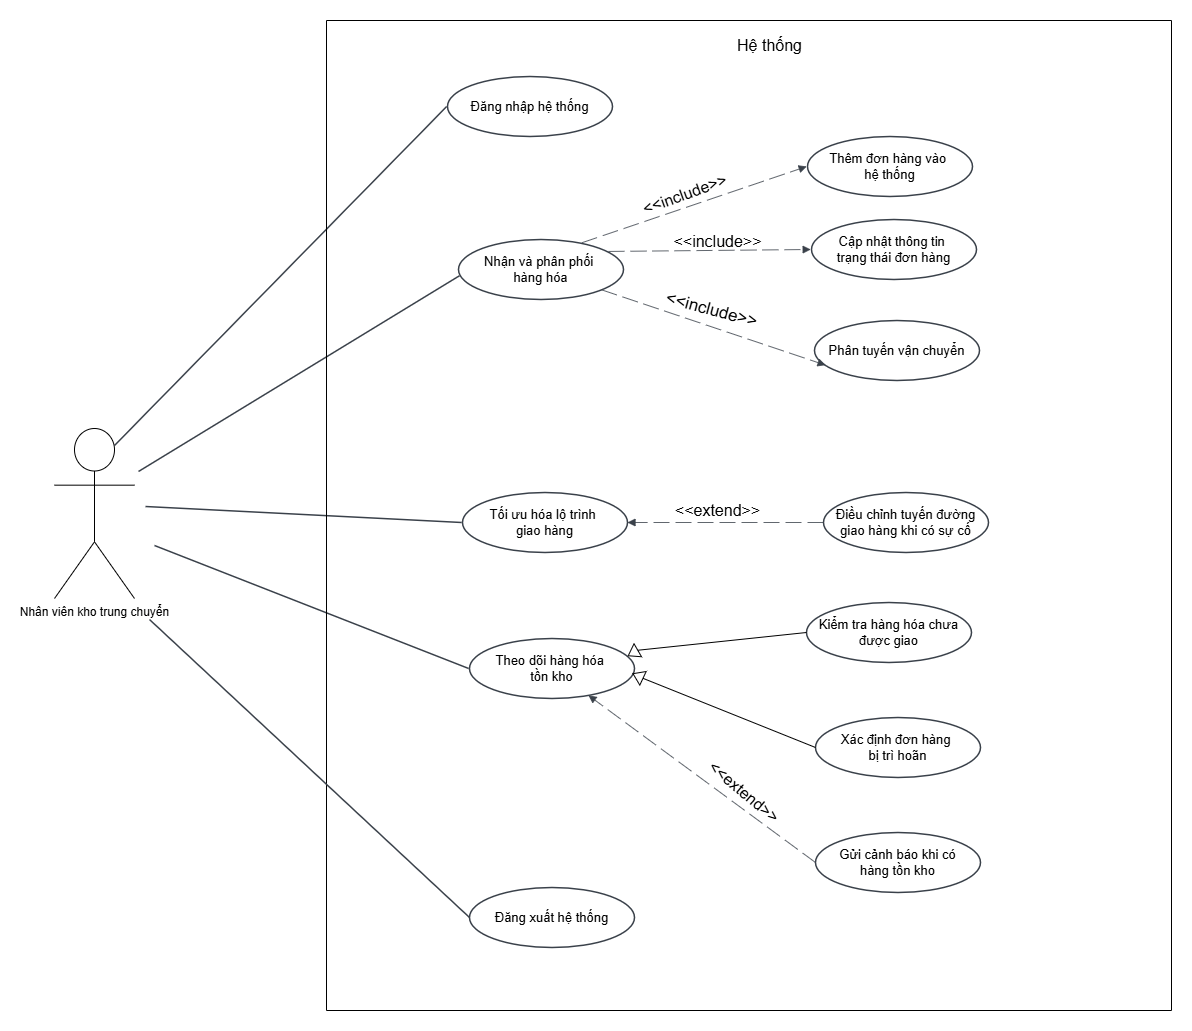 Hệ thống
Đăng nhập hệ thống
Thêm đơn hàng vào
hệ thống
<<include>>
Cập nhật thông tin
trạng thái đơn hàng
<<include>>
Nhận và phân phối
hàng hóa
<<include>>
Phân tuyến vận chuyển
Tối ưu hóa lộ trình
giao hàng
<<extend>>
Điều chỉnh tuyến đường
giao hàng khi có sự cố
Nhân viên kho trung chuyển
Kiểm tra hàng hóa chưa
được giao
Theo dõi hàng hóa
tồn kho
Xác định đơn hàng
bị trì hoãn
<<extend>>
Gửi cảnh báo khi có
hàng tồn kho
Đăng xuất hệ thống